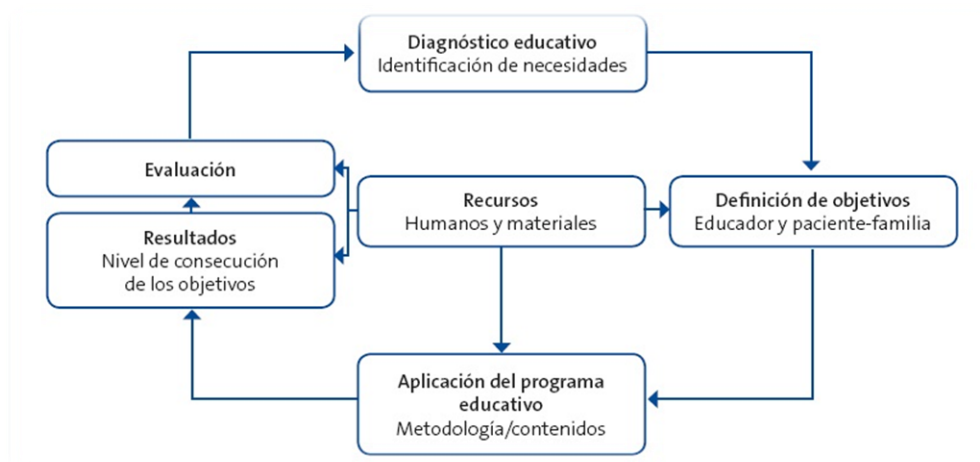 Diagnóstico educativo
Identificación de necesidades
Evaluación
Recursos
Humanos y materiales
Definición de objetivos
Educador y paciente-familia
Resultados
Nivel de consecución
de los objetivos
Aplicación del programa
educativo
Metodología/contenidos